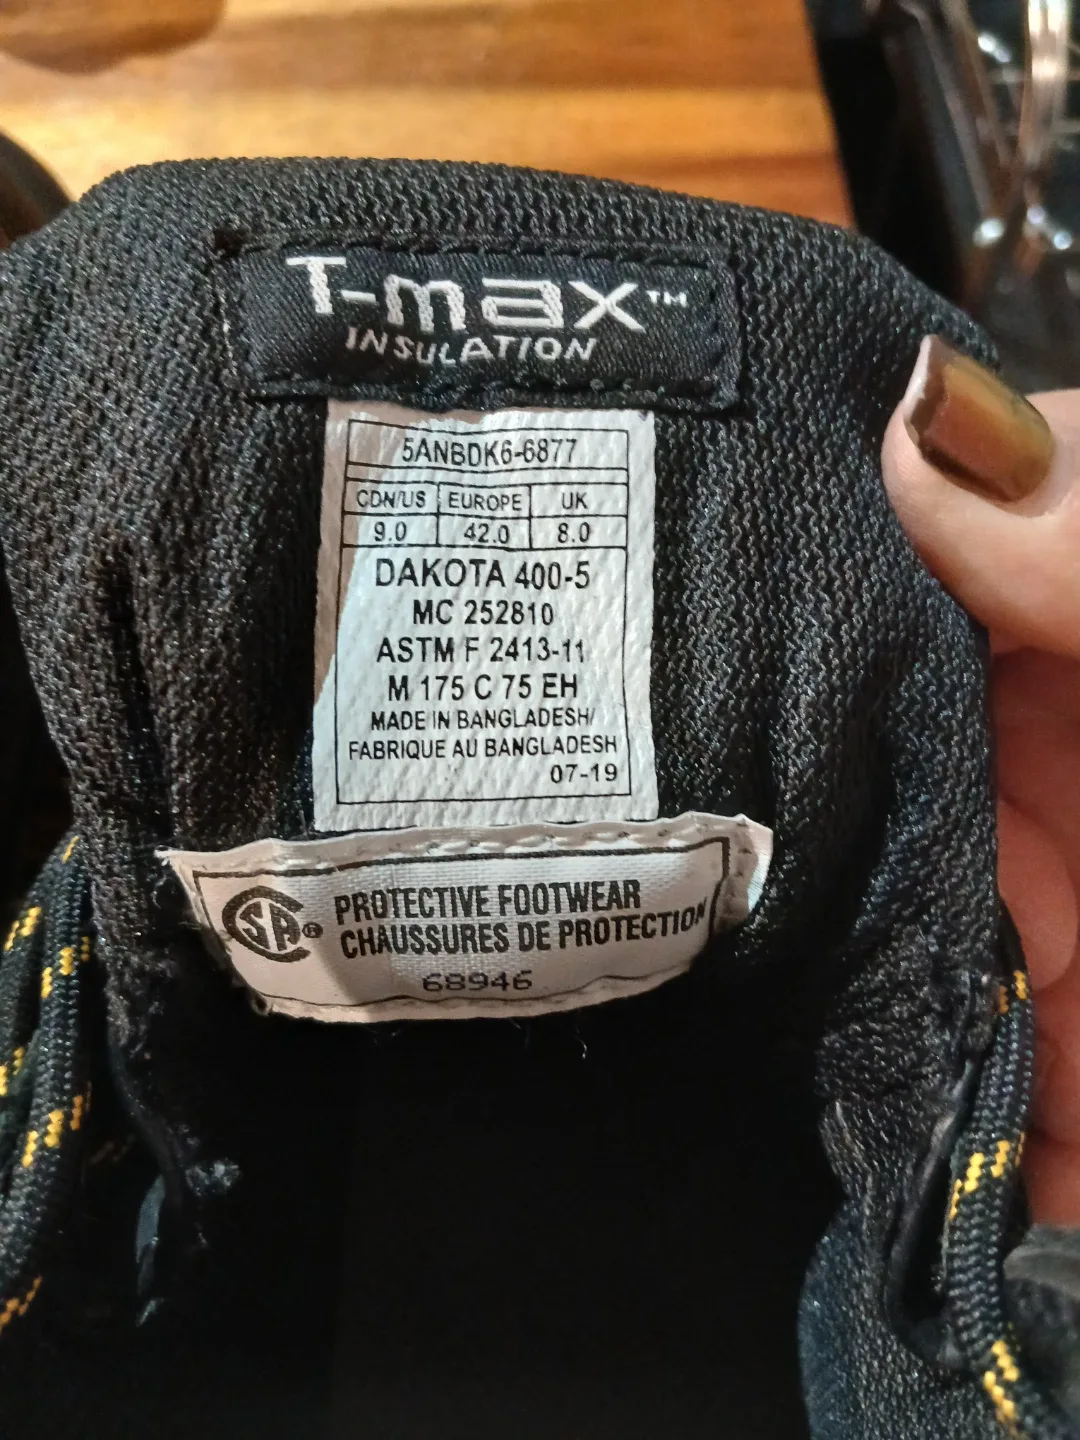 T-max™
INSULATION
5ANBDK6-6877
CDN/US EUROPE UK
9.0 42.0 8.0
DAKOTA 400-5
MC 252810
ASTM F 2413-11
M 175 C 75 EH
MADE IN BANGLADESH/
FABRIQUE AU BANGLADESH
07-19
CSA®
PROTECTIVE FOOTWEAR
CHAUSSURES DE PROTECTION
68946